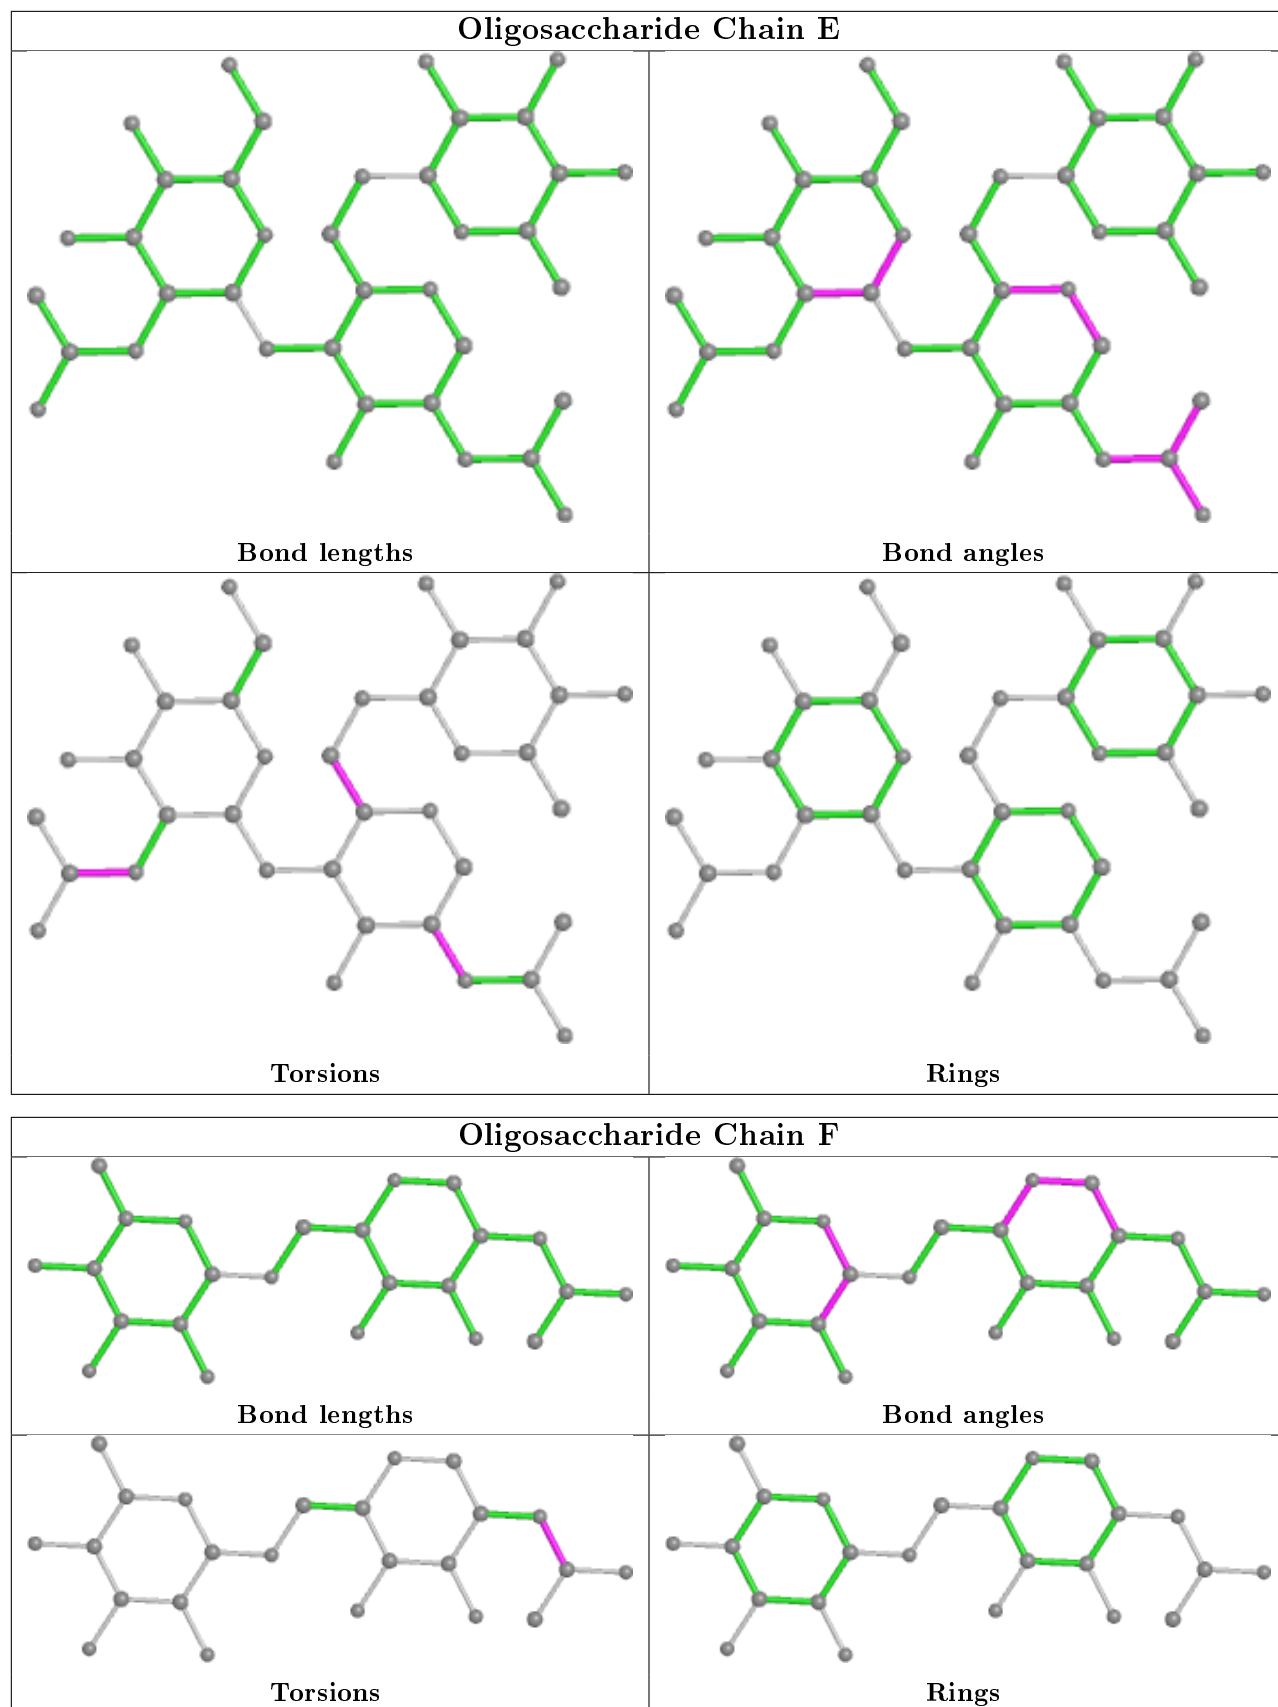 Oligosaccharide Chain E
Bond lengths
Bond angles
Torsions
Rings
Oligosaccharide Chain F
Bond lengths
Bond angles
Torsions
Rings